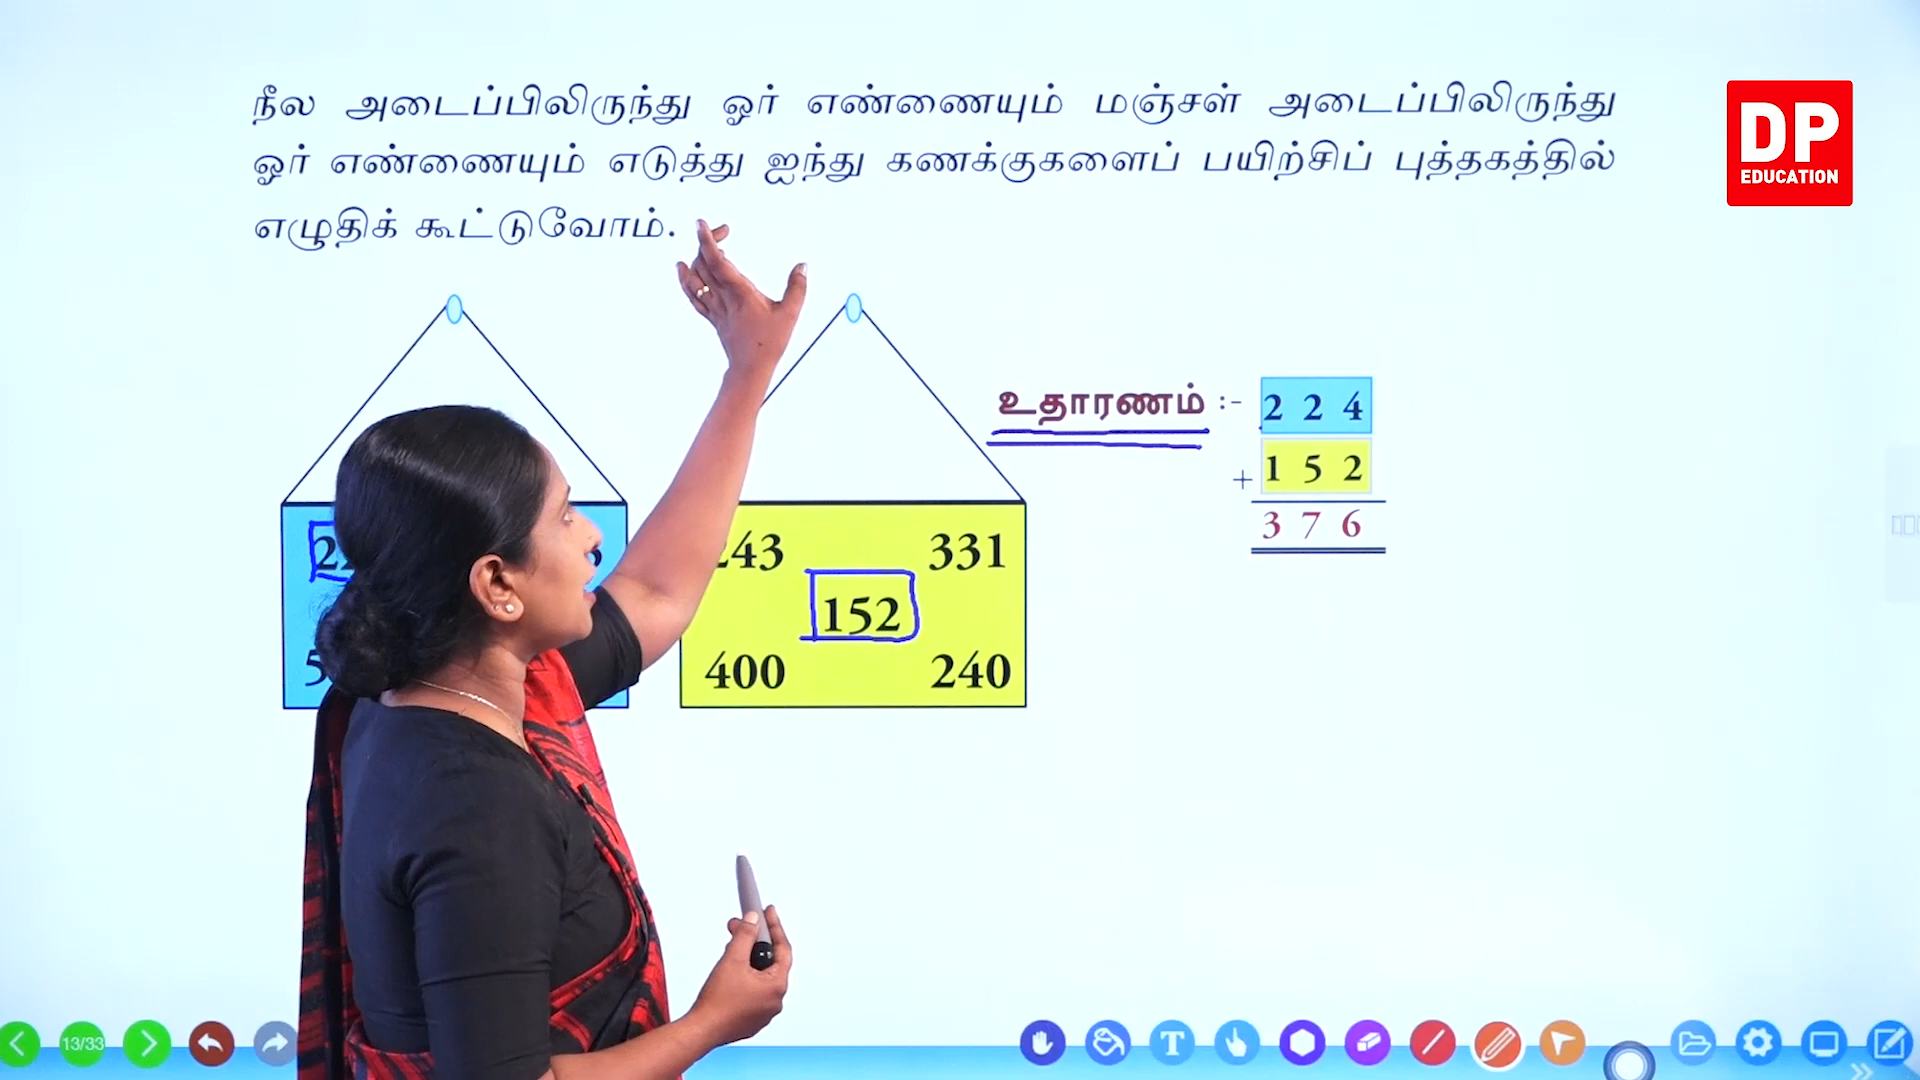 நீல அடைப்பிலிருந்து ஓர் எண்ணையும் மஞ்சள் அடைப்பிலிருந்து
ஓர் எண்ணையும் எடுத்து ஐந்து கணக்குகளைப் பயிற்சிப் புத்தகத்தில்
எழுதிக் கூட்டுவோம்.
DP
EDUCATION
உதாரணம் :- 2 2 4
+ 1 5 2
3 7 6
331
152
400 240
13/33